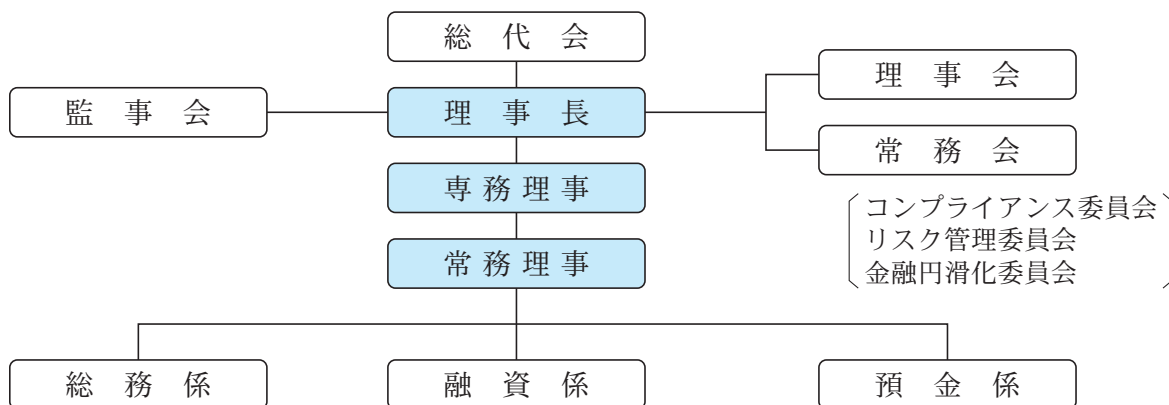 総代会
理事会
監事会
理事長
常務会
専務理事
コンプライアンス委員会
リスク管理委員会
常務理事
金融円滑化委員会
総務係
融資係
預金係